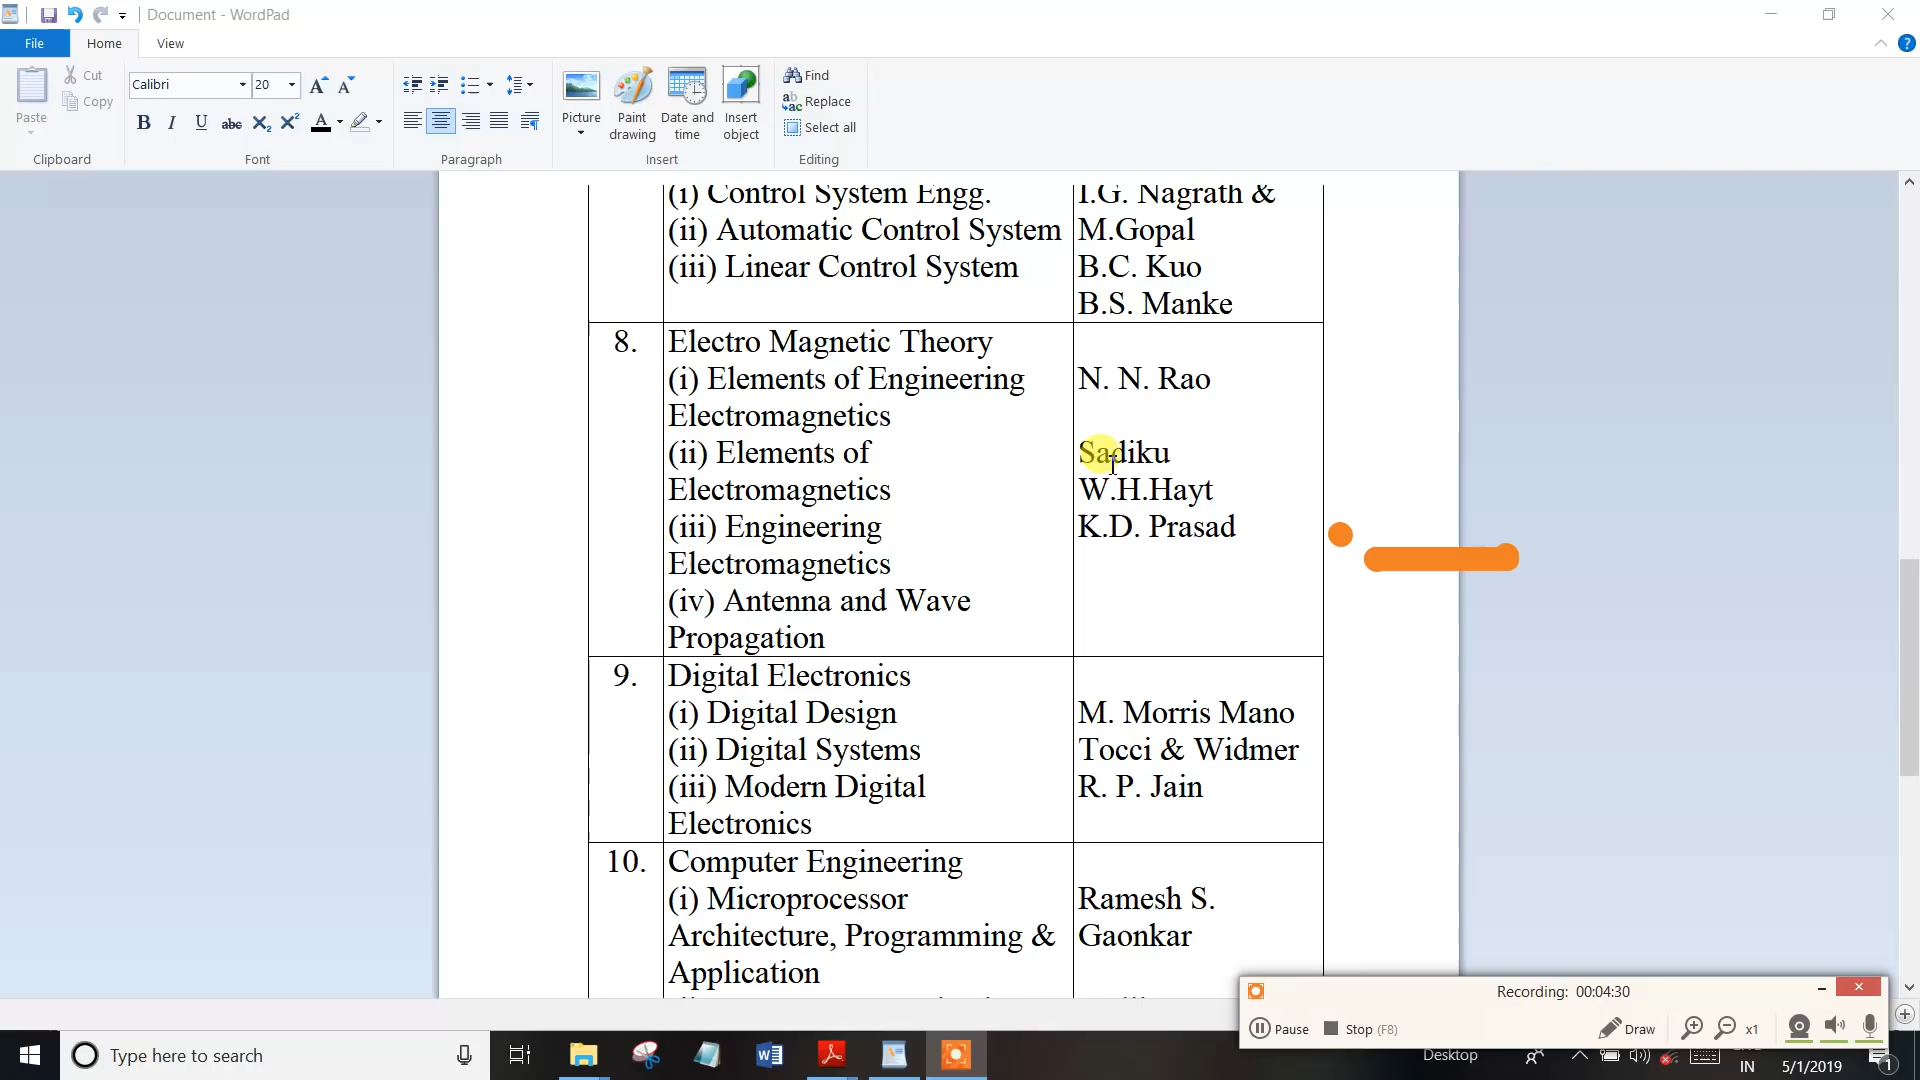 Document - WordPad
File Home View
Paste
Cut
Copy
Clipboard
Calibri 20
B I U abc X₂ X² A
Font
Paragraph
Picture
Paint drawing
Date and time
Insert object
Insert
Find
Replace
Select all
Editing
(i) Control System Engg. I.G. Nagrath &
(ii) Automatic Control System M.Gopal
(iii) Linear Control System B.C. Kuo
B.S. Manke
8. Electro Magnetic Theory
(i) Elements of Engineering N. N. Rao
Electromagnetics
(ii) Elements of Sadiku
Electromagnetics W.H.Hayt
(iii) Engineering K.D. Prasad
Electromagnetics
(iv) Antenna and Wave
Propagation
9. Digital Electronics
(i) Digital Design M. Morris Mano
(ii) Digital Systems Tocci & Widmer
(iii) Modern Digital R. P. Jain
Electronics
10. Computer Engineering
(i) Microprocessor Ramesh S.
Architecture, Programming & Gaonkar
Application
Recording: 00:04:30
Pause Stop (F8) Draw x1
Type here to search
Desktop
IN 5/1/2019 1